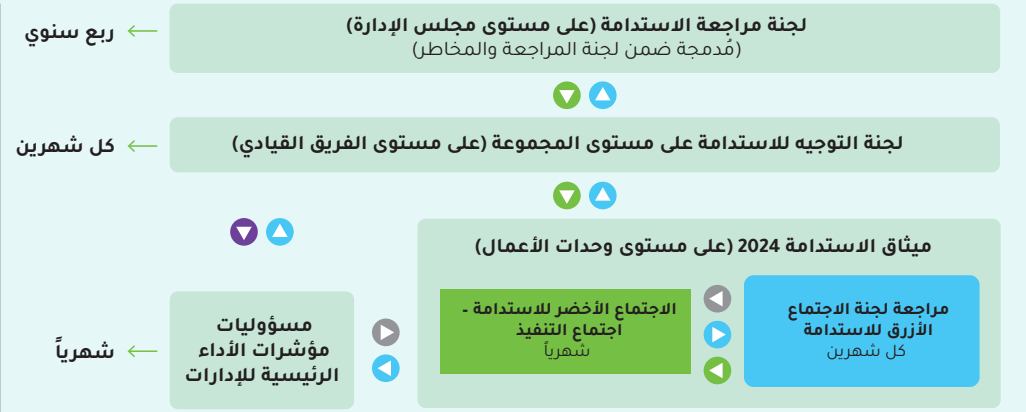 لجنة مراجعة الاستدامة (على مستوى مجلس الإدارة)
(مُدمجة ضمن لجنة المراجعة والمخاطر)
ربع سنوي
لجنة التوجيه للاستدامة على مستوى المجموعة (على مستوى الفريق القيادي)
كل شهرين
ميثاق الاستدامة 2024 (على مستوى وحدات الأعمال)
مراجعة لجنة الاجتماع
الأزرق للاستدامة
كل شهرين
الاجتماع الأخضر للاستدامة -
اجتماع التنفيذ
شهرياً
مسؤوليات
مؤشرات الأداء
الرئيسية للإدارات
شهرياً